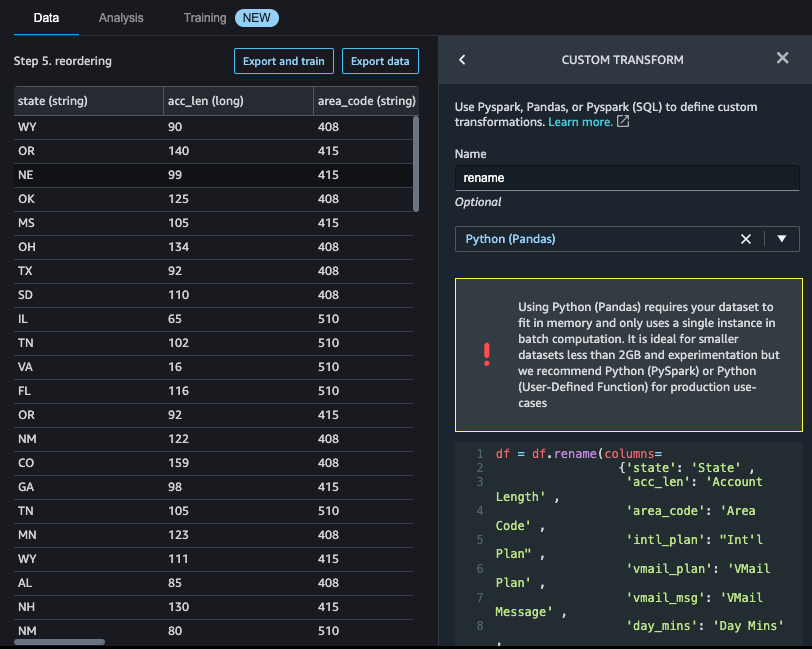 Data Analysis Training NEW
Step 5. reordering Export and train Export data
state (string) acc_len (long) area_code (string)
WY 90 408
OR 140 415
NE 99 415
OK 125 408
MS 105 415
OH 134 408
TX 92 408
SD 110 408
IL 65 510
TN 102 510
VA 16 510
FL 116 510
OR 92 415
NM 122 408
CO 159 408
GA 98 415
TN 105 510
MN 123 408
WY 111 415
AL 85 408
NH 130 415
NM 80 510
CUSTOM TRANSFORM
Use Pyspark, Pandas, or Pyspark (SQL) to define custom
transformations. Learn more.
Name
rename
Optional
Python (Pandas)
Using Python (Pandas) requires your dataset to
fit in memory and only uses a single instance in
batch computation. It is ideal for smaller
datasets less than 2GB and experimentation but
we recommend Python (PySpark) or Python
(User-Defined Function) for production use-
cases
1 df = df.rename(columns=
2 {'state': 'State' ,
3 'acc_len': 'Account
Length' ,
4 'area_code': 'Area
Code' ,
5 'intl_plan': "Int'l
Plan" ,
6 'vmail_plan': 'VMail
Plan' ,
7 'vmail_msg': 'VMail
Message' ,
8 'day_mins': 'Day Mins'
,